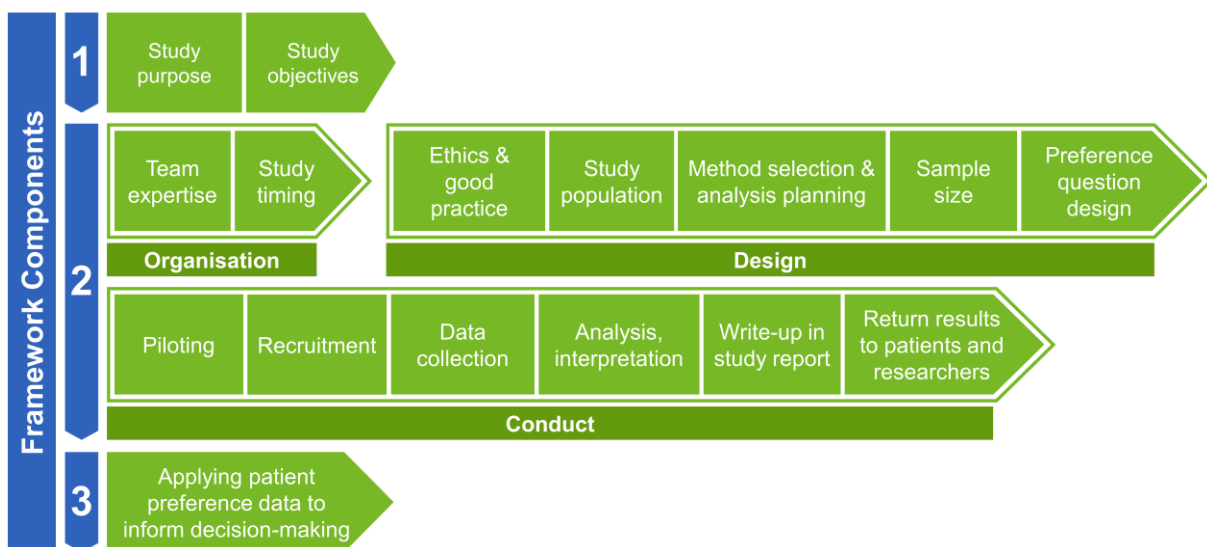 Framework Components
1
Study
purpose
Study
objectives
2
Team
expertise
Study
timing
Organisation
Ethics &
good
practice
Study
population
Method selection &
analysis planning
Sample
size
Preference
question
design
Design
Piloting
Recruitment
Data
collection
Analysis,
interpretation
Write-up in
study report
Return results
to patients and
researchers
Conduct
3
Applying patient
preference data to
inform decision-making